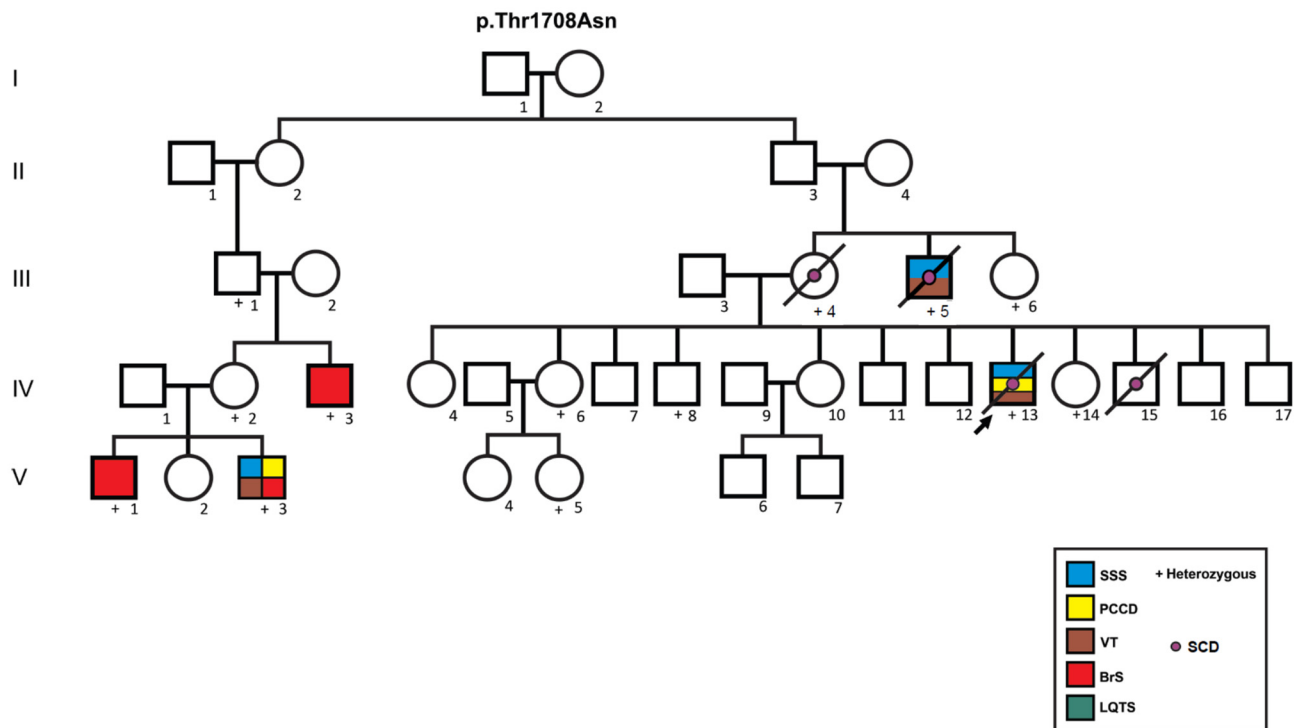 p.Thr1708Asn
I
1 2
II
1 2 3 4
III
+ 1 2 3 + 4 + 5 + 6
IV
1 + 2 + 3 4 5 + 6 7 + 8 9 10 11 12 + 13 +14 15 16 17
V
+ 1 2 + 3 4 + 5 6 7
SSS + Heterozygous
PCCD
VT SCD
BrS
LQTS